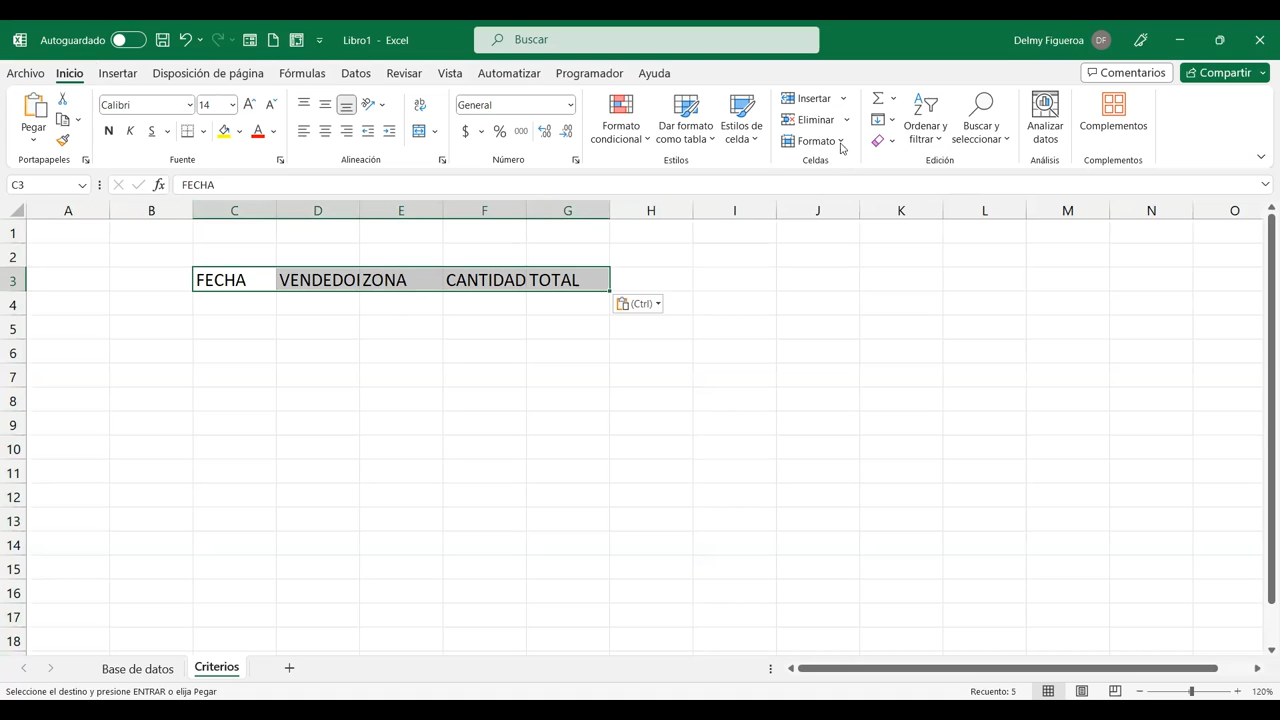 Autoguardado
Libro1 - Excel
Buscar
Delmy Figueroa DF
Archivo Inicio Insertar Disposición de página Fórmulas Datos Revisar Vista Automatizar Programador Ayuda
Comentarios Compartir
Pegar
Portapapeles
Calibri 14
N K S
Fuente
Alineación
General
$ % 000
Número
Formato condicional
Dar formato como tabla
Estilos de celda
Estilos
Insertar
Eliminar
Formato
Celdas
Ordenar y filtrar
Buscar y seleccionar
Edición
Analizar datos
Análisis
Complementos
Complementos
C3 fx FECHA
A B C D E F G H I J K L M N O
1
2
3 FECHA VENDEDO ZONA CANTIDAD TOTAL
4 (Ctrl)
5
6
7
8
9
10
11
12
13
14
15
16
17
18
Base de datos Criterios
Seleccione el destino y presione ENTRAR o elija Pegar
Recuento: 5
120%